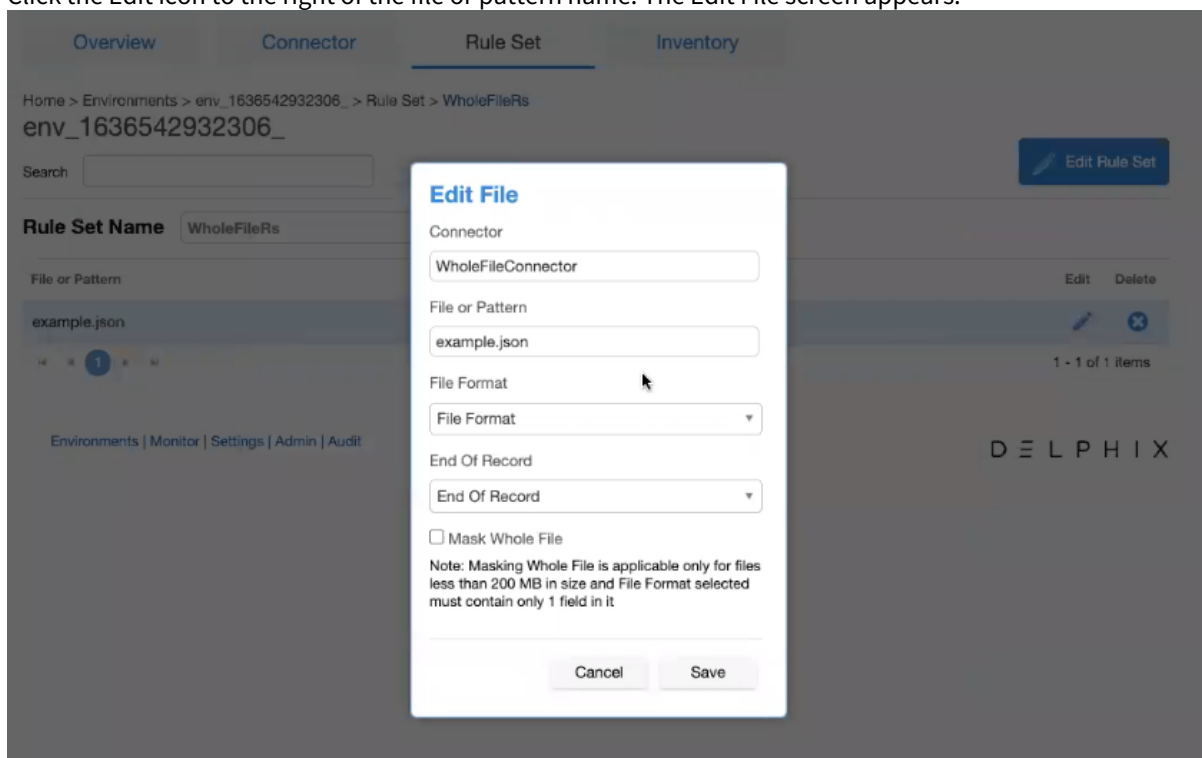 Click the Edit icon to the right of the file or pattern name. The Edit File screen appears.
Overview Connector Rule Set Inventory
Home > Environments > env_1636542932306_ > Rule Set > WholeFileRs
env_1636542932306_
Search
Edit Rule Set
Rule Set Name WholeFileRs
File or Pattern Edit Delete
example.json
1
1 - 1 of 1 items
Environments | Monitor | Settings | Admin | Audit
DELPHIX
Edit File
Connector
WholeFileConnector
File or Pattern
example.json
File Format
File Format
End Of Record
End Of Record
Mask Whole File
Note: Masking Whole File is applicable only for files
less than 200 MB in size and File Format selected
must contain only 1 field in it
Cancel Save